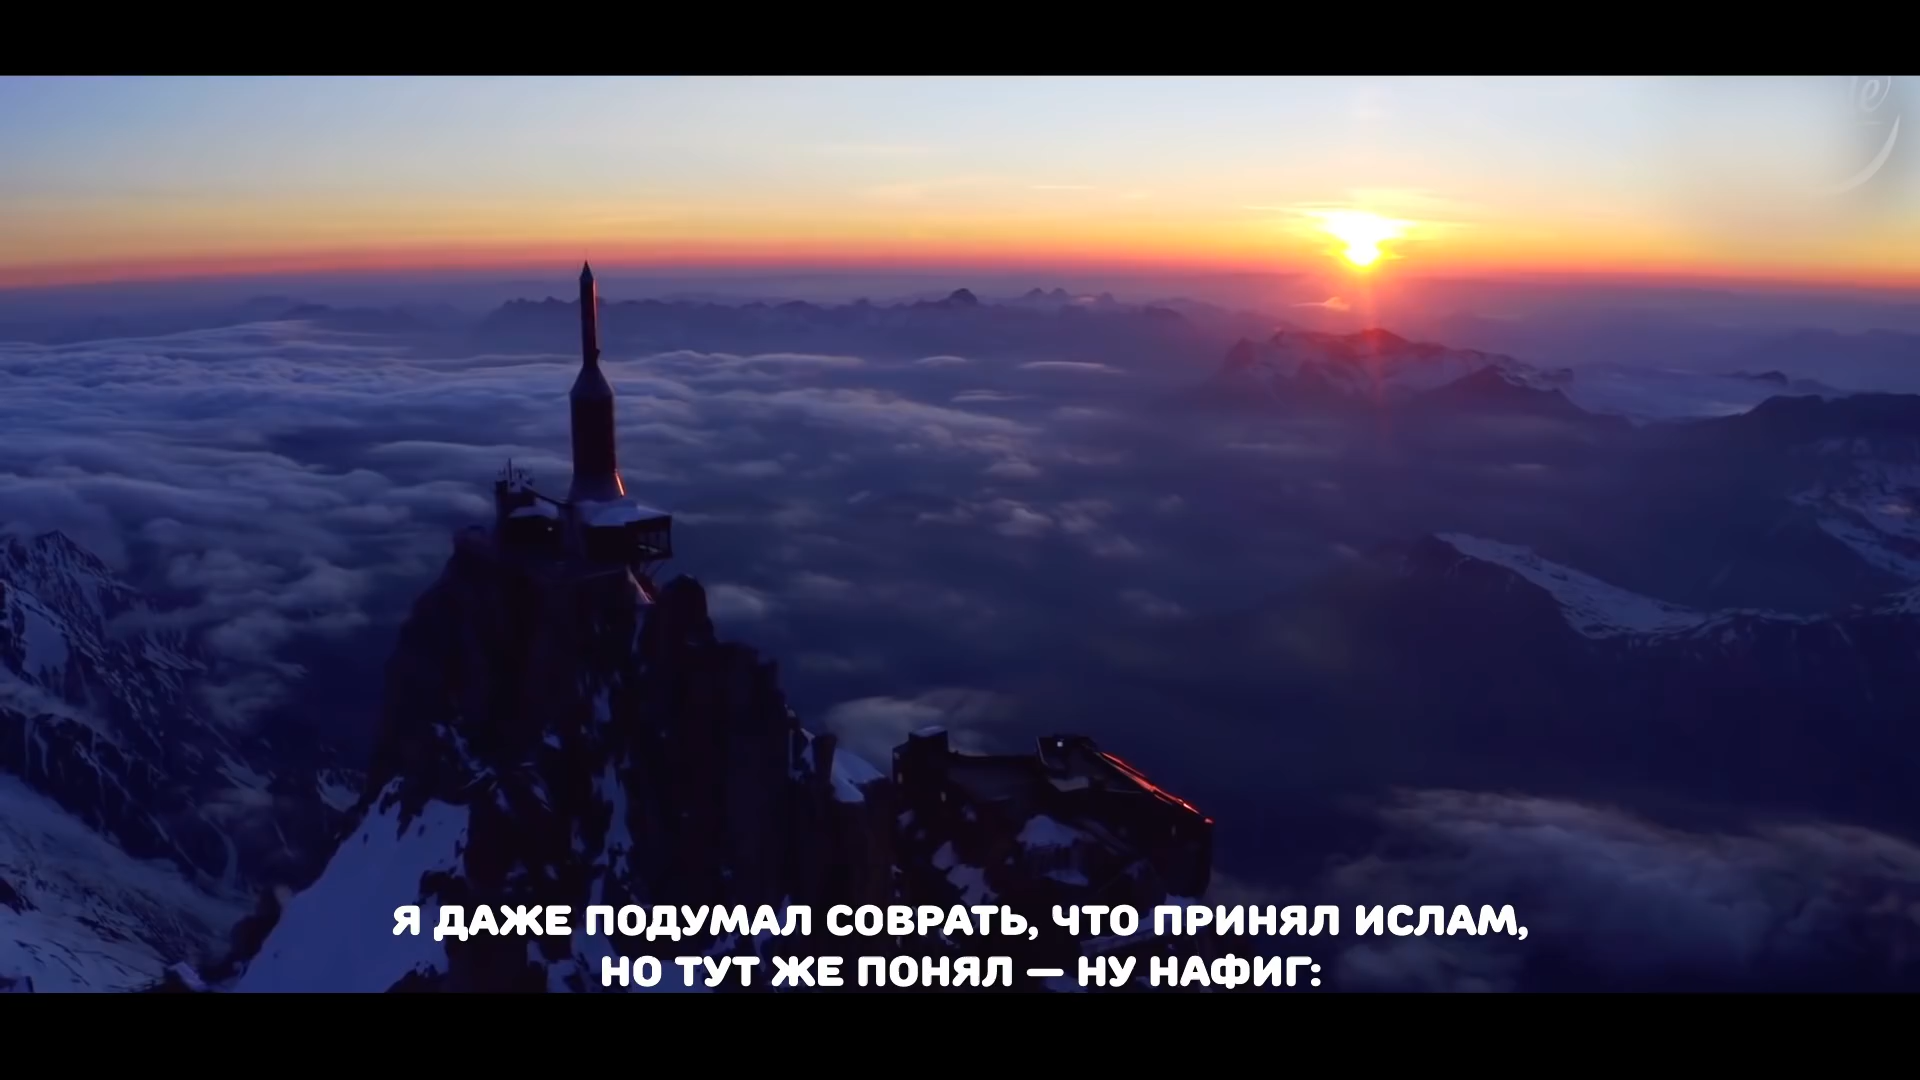 Я ДАЖЕ ПОДУМАЛ СОВРАТЬ, ЧТО ПРИНЯЛ ИСЛАМ,
НО ТУТ ЖЕ ПОНЯЛ — НУ НАФИГ: